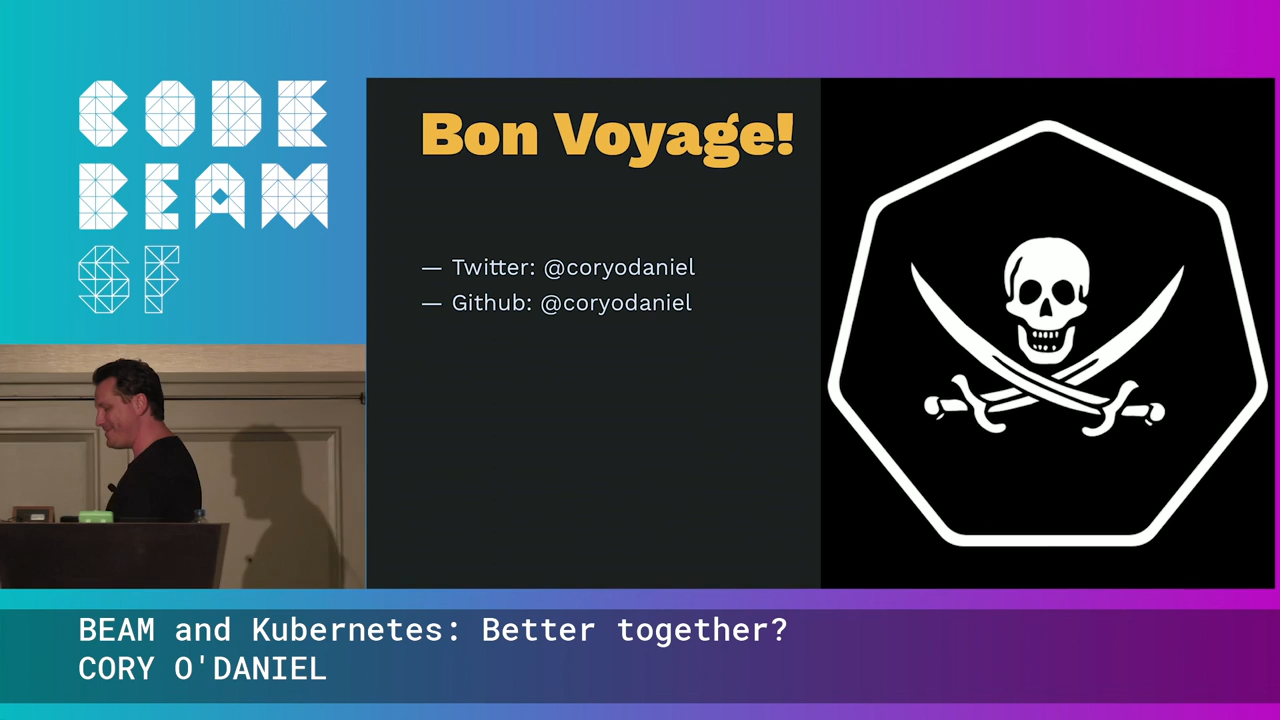 CODE
BEAM
SF
Bon Voyage!
— Twitter: @coryodaniel
— Github: @coryodaniel
BEAM and Kubernetes: Better together?
CORY O'DANIEL